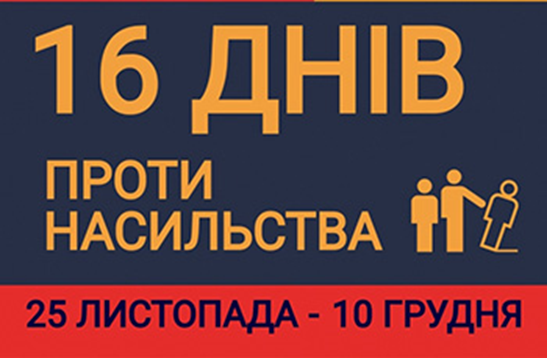 16 ДНІВ
ПРОТИ
НАСИЛЬСТВА
25 ЛИСТОПАДА - 10 ГРУДНЯ